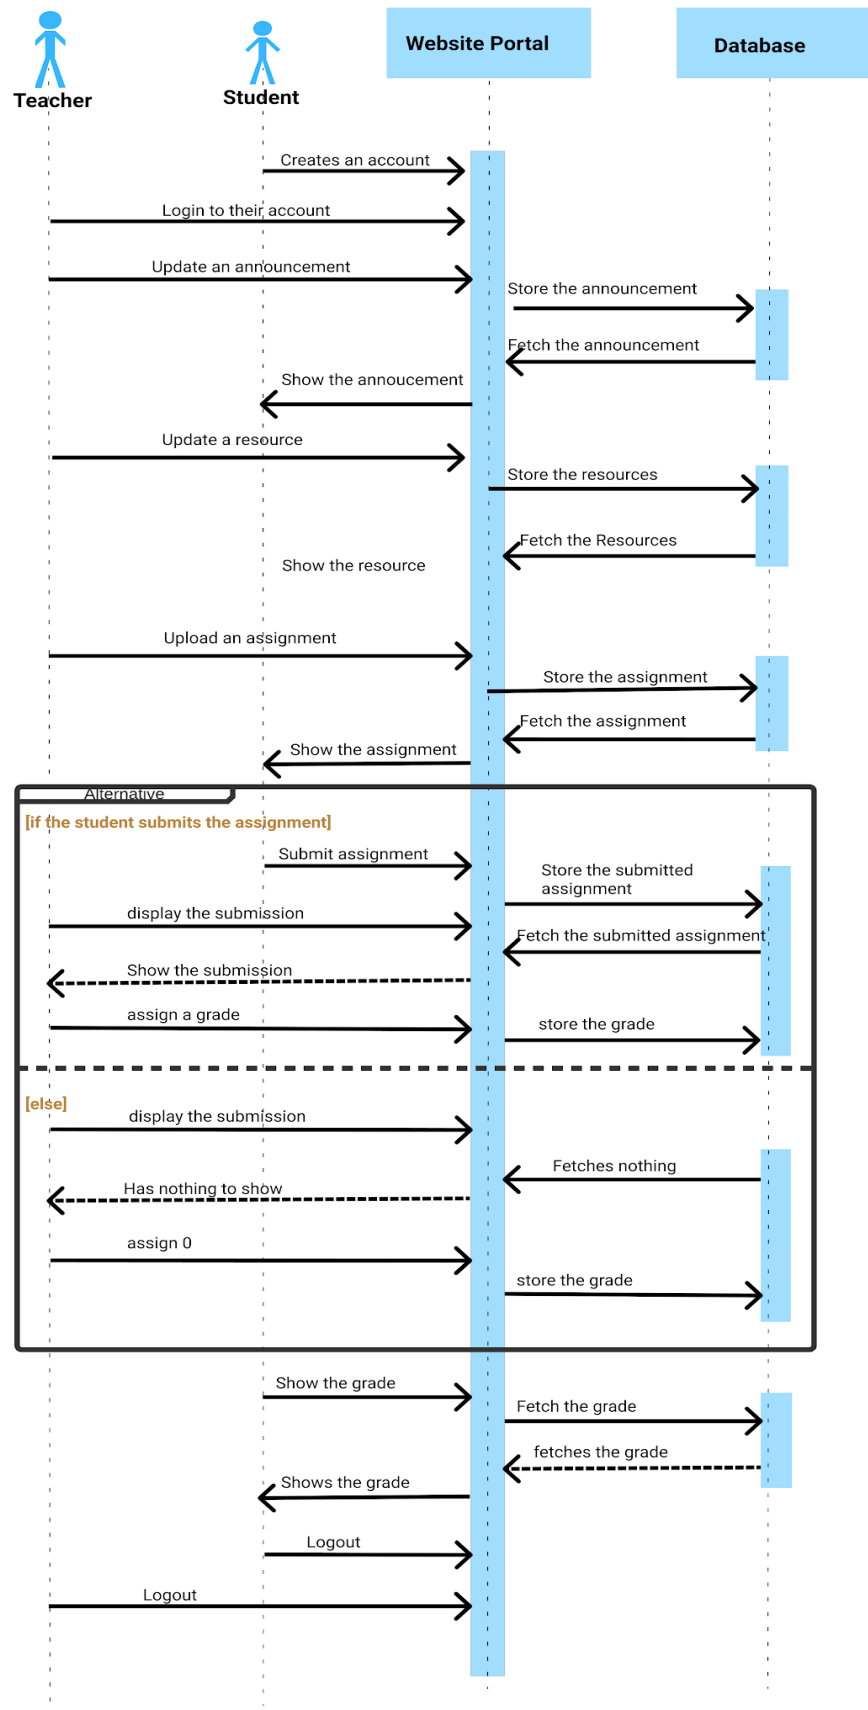 Teacher
Student
Website Portal
Database
Creates an account
Login to their account
Update an announcement
Store the announcement
Fetch the announcement
Show the annoucement
Update a resource
Store the resources
Fetch the Resources
Show the resource
Upload an assignment
Store the assignment
Fetch the assignment
Show the assignment
Alternative
[if the student submits the assignment]
Submit assignment
Store the submitted
assignment
display the submission
Fetch the submitted assignment
Show the submission
assign a grade
store the grade
[else]
display the submission
Fetches nothing
Has nothing to show
assign 0
store the grade
Show the grade
Fetch the grade
fetches the grade
Shows the grade
Logout
Logout